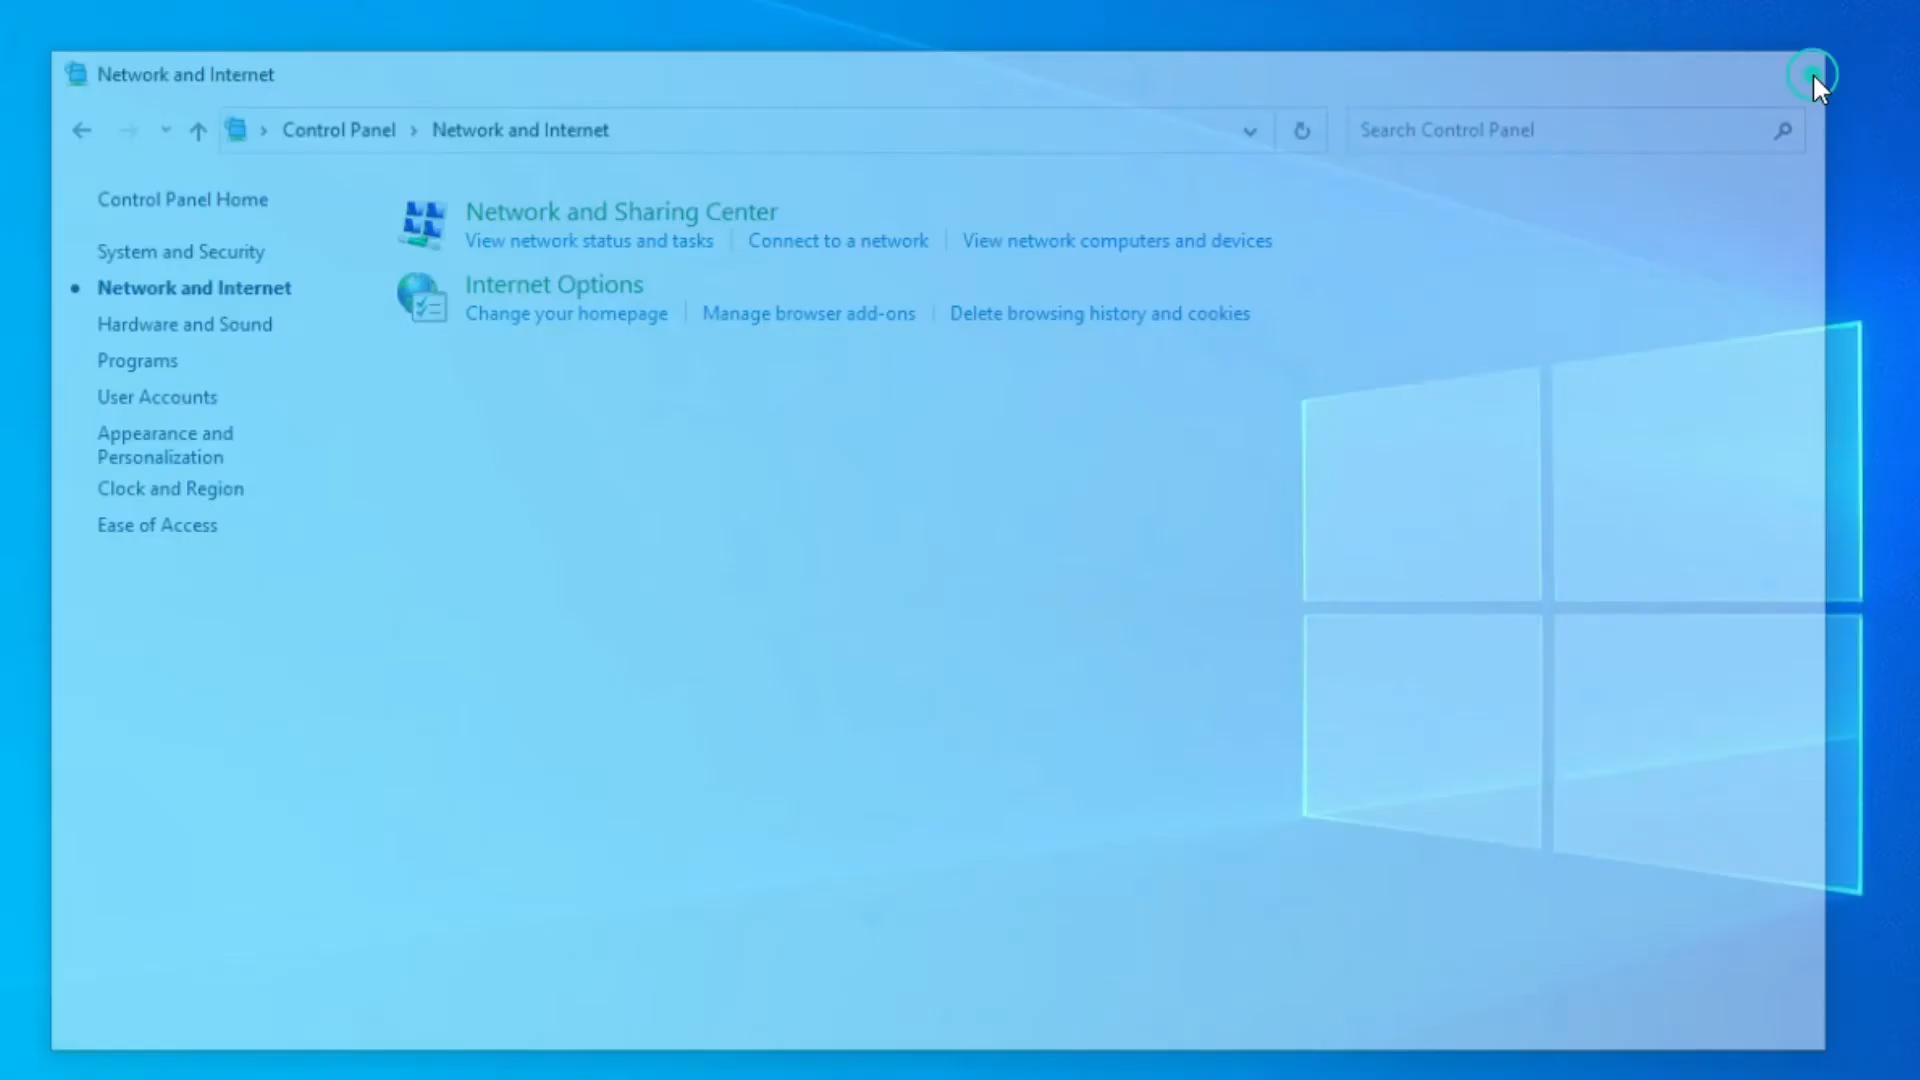 Network and Internet
Control Panel > Network and Internet
Search Control Panel
Control Panel Home
System and Security
Network and Internet
Hardware and Sound
Programs
User Accounts
Appearance and
Personalization
Clock and Region
Ease of Access
Network and Sharing Center
View network status and tasks | Connect to a network | View network computers and devices
Internet Options
Change your homepage | Manage browser add-ons | Delete browsing history and cookies